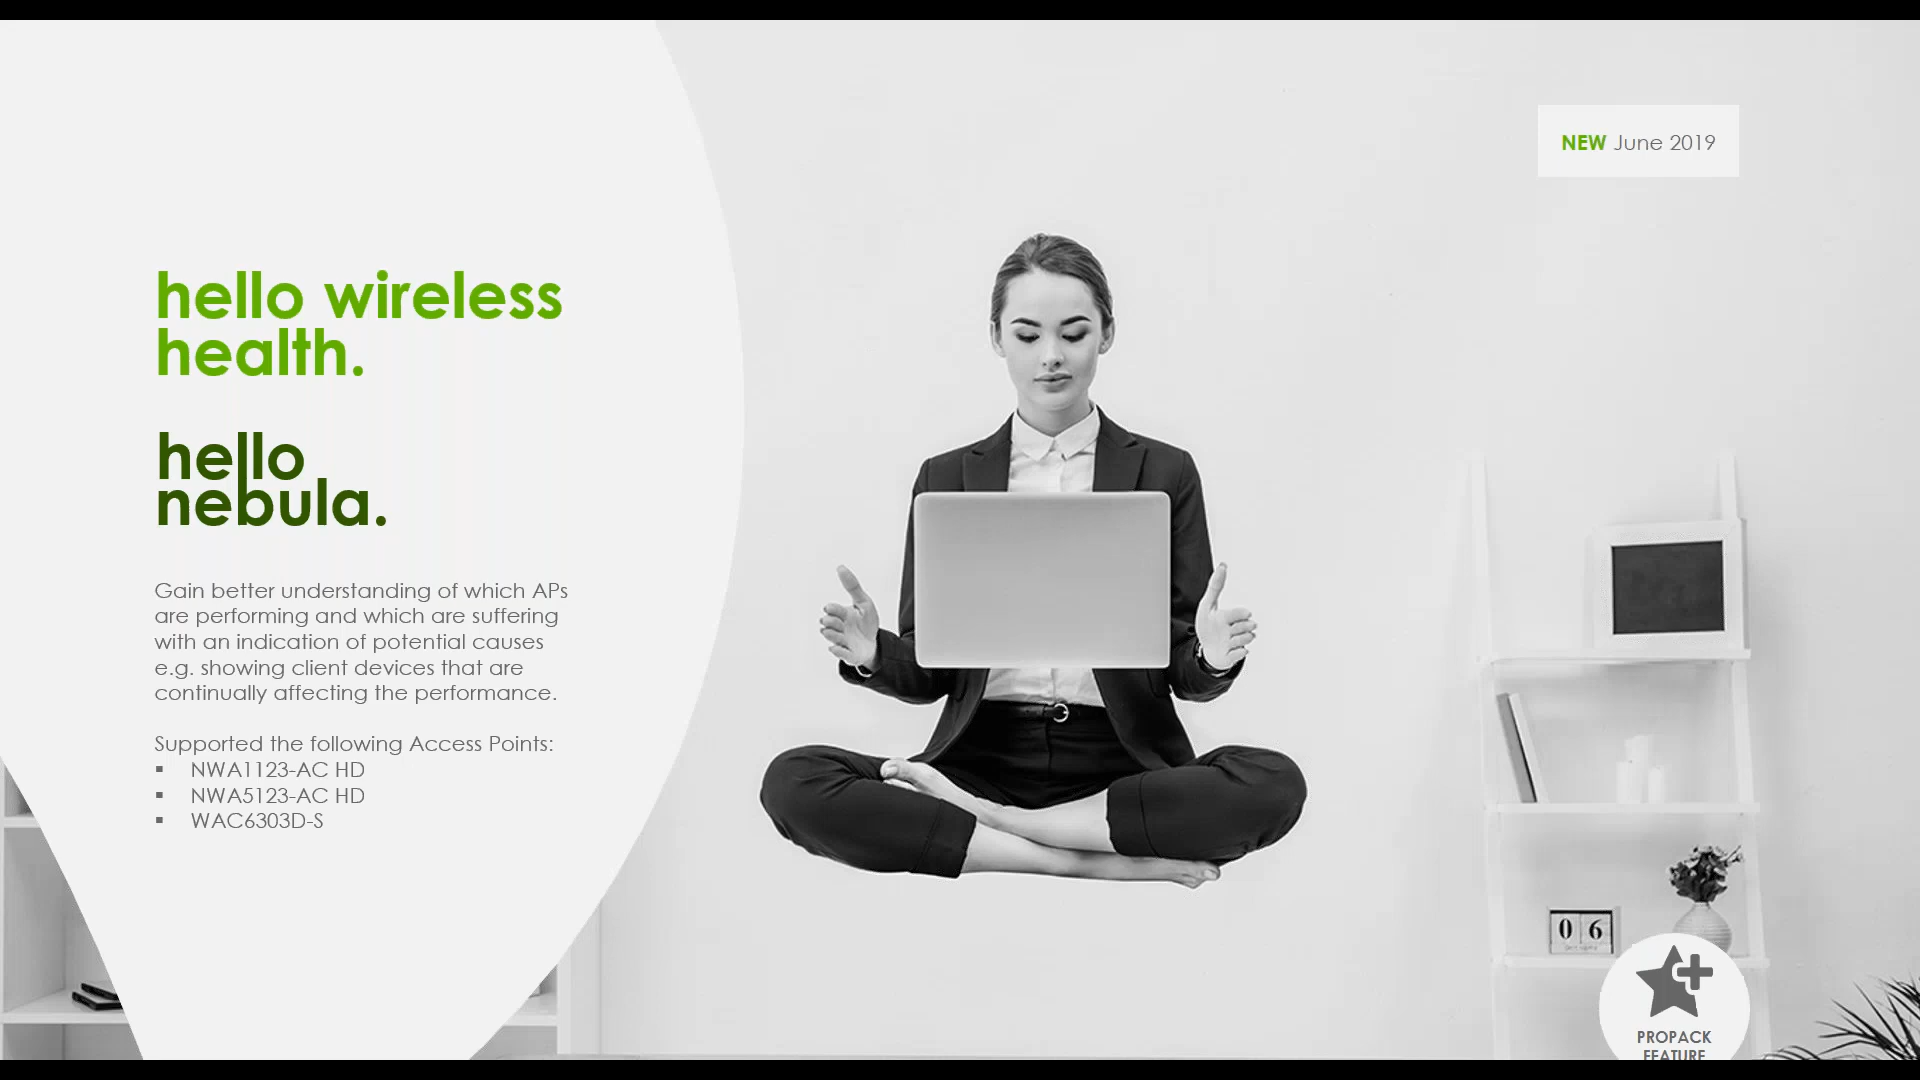 NEW June 2019
hello wireless
health.
hello
nebula.
Gain better understanding of which APs
are performing and which are suffering
with an indication of potential causes
e.g. showing client devices that are
continually affecting the performance.
Supported the following Access Points:
▪ NWA1123-AC HD
▪ NWA5123-AC HD
▪ WAC6303D-S
06
PROPACK
FEATURE